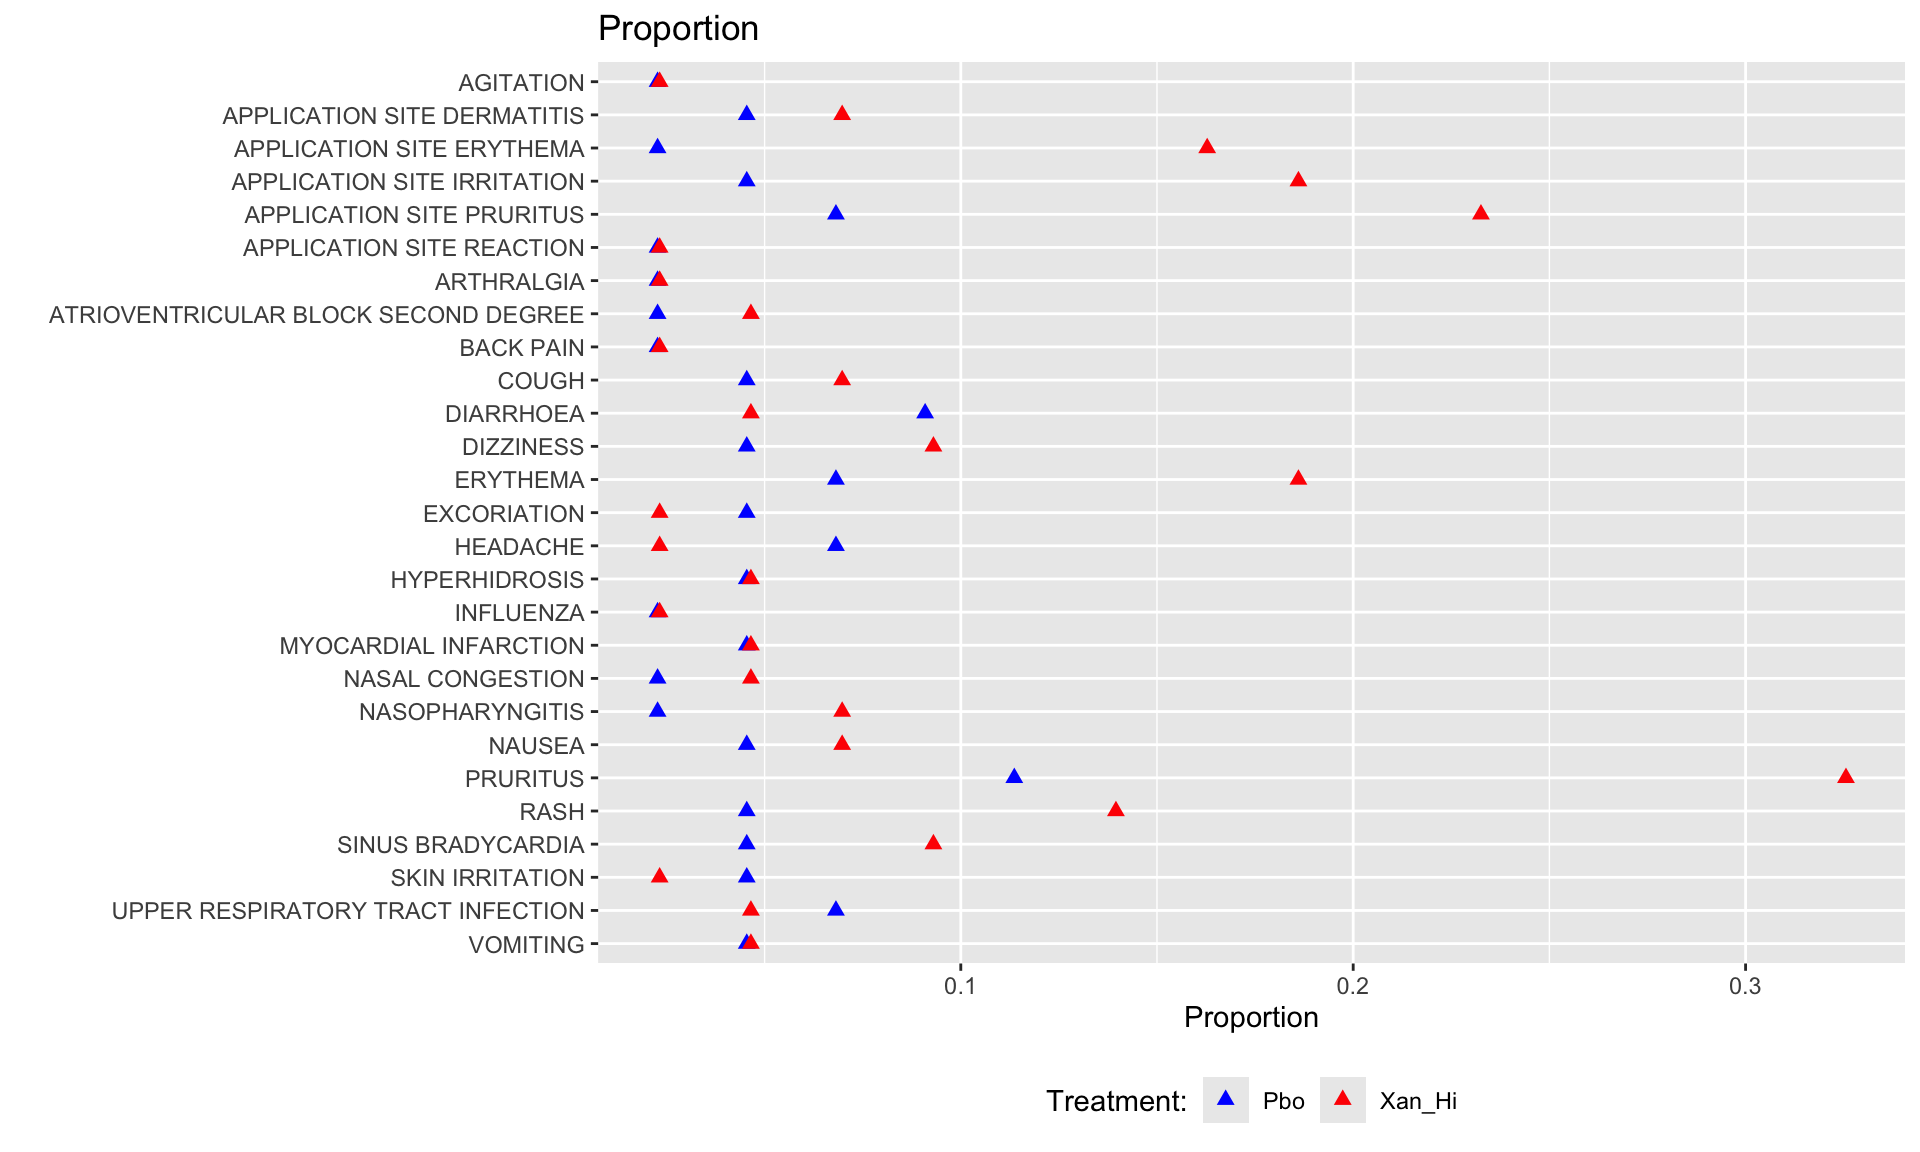 Proportion
AGITATION
APPLICATION SITE DERMATITIS
APPLICATION SITE ERYTHEMA
APPLICATION SITE IRRITATION
APPLICATION SITE PRURITUS
APPLICATION SITE REACTION
ARTHRALGIA
ATRIOVENTRICULAR BLOCK SECOND DEGREE
BACK PAIN
COUGH
DIARRHOEA
DIZZINESS
ERYTHEMA
EXCORIATION
HEADACHE
HYPERHIDROSIS
INFLUENZA
MYOCARDIAL INFARCTION
NASAL CONGESTION
NASOPHARYNGITIS
NAUSEA
PRURITUS
RASH
SINUS BRADYCARDIA
SKIN IRRITATION
UPPER RESPIRATORY TRACT INFECTION
VOMITING
0.1 0.2 0.3
Proportion
Treatment: Pbo Xan_Hi